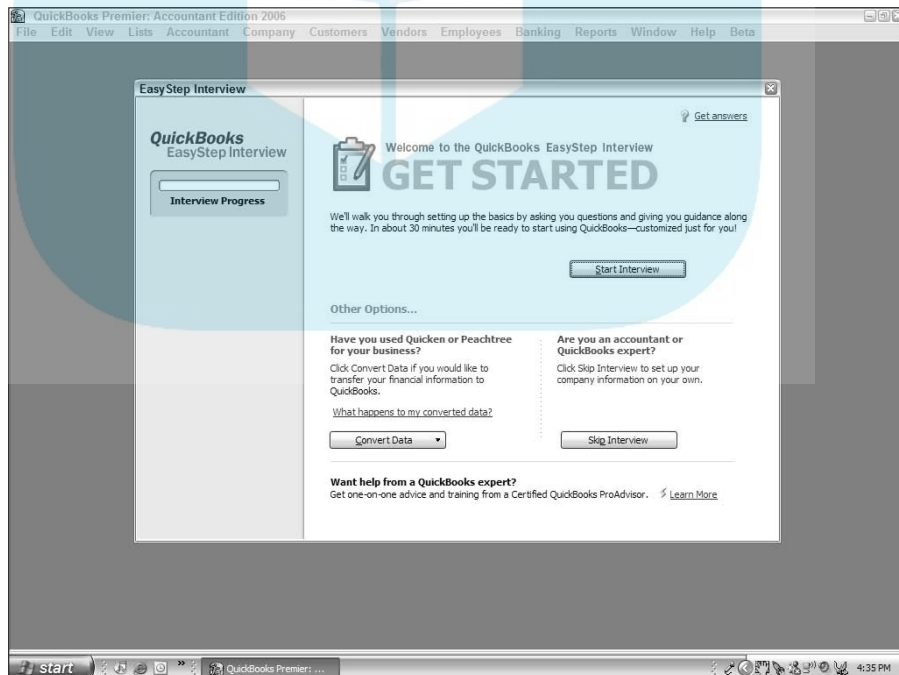 QuickBooks Premier: Accountant Edition 2006
File Edit View Lists Accountant Company Customers Vendors Employees Banking Reports Window Help Beta
EasyStep Interview
Get answers
QuickBooks
EasyStep Interview
Interview Progress
Welcome to the QuickBooks EasyStep Interview
GET STARTED
We'll walk you through setting up the basics by asking you questions and giving you guidance along
the way. In about 30 minutes you'll be ready to start using QuickBooks—customized just for you!
Start Interview
Other Options...
Have you used Quicken or Peachtree
for your business?
Click Convert Data if you would like to
transfer your financial information to
QuickBooks.
What happens to my converted data?
Convert Data
Are you an accountant or
QuickBooks expert?
Click Skip Interview to set up your
company information on your own.
Skip Interview
Want help from a QuickBooks expert?
Get one-on-one advice and training from a Certified QuickBooks ProAdvisor. Learn More
start
QuickBooks Premier: ...
4:35 PM